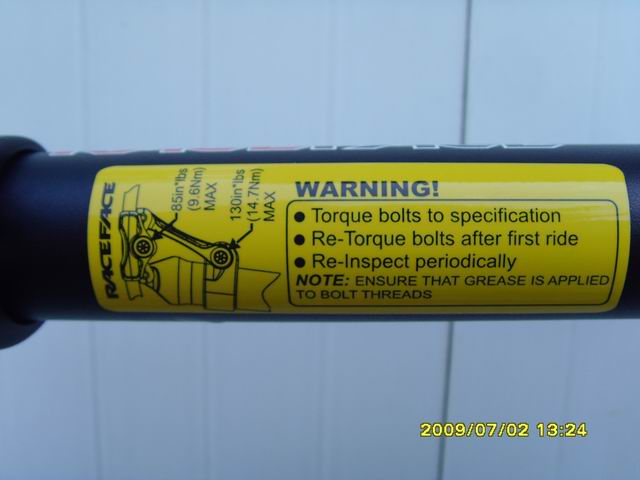 RACEFACE
85in*lbs
(9.6Nm)
MAX
130in*lbs
(14.7Nm)
MAX
WARNING!
● Torque bolts to specification
● Re-Torque bolts after first ride
● Re-Inspect periodically
NOTE: ENSURE THAT GREASE IS APPLIED
TO BOLT THREADS
2009/07/02 13:24